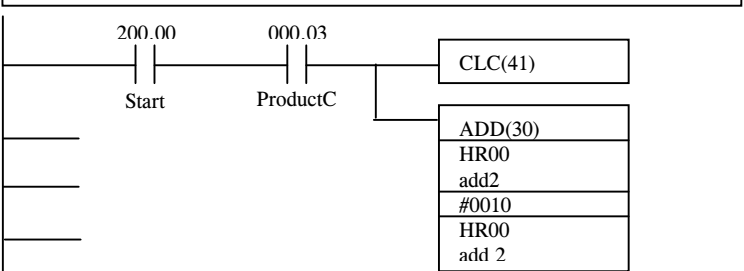 200.00 000.03
CLC(41)
Start ProductC
ADD(30)
HR00
add2
#0010
HR00
add 2